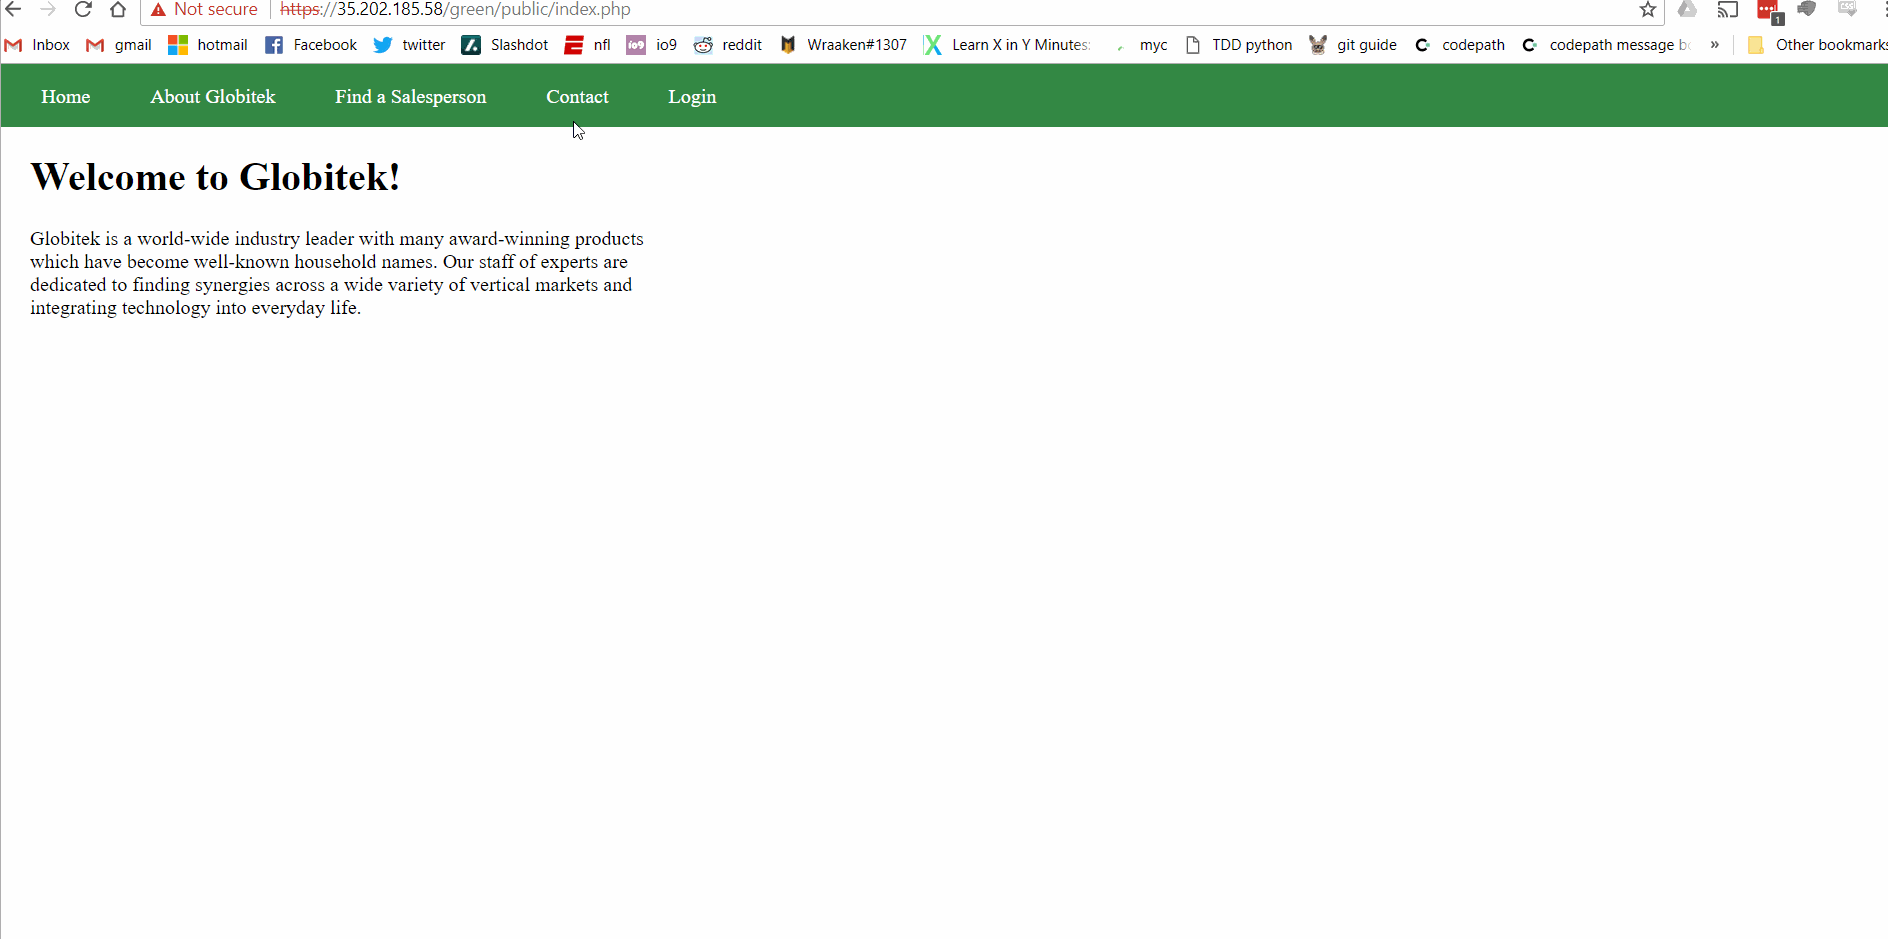 Not secure https://35.202.185.58/green/public/index.php
1
Inbox gmail hotmail Facebook twitter Slashdot nfl io9 io9 reddit Wraaken#1307 Learn X in Y Minutes: myc TDD python git guide codepath codepath message » Other bookmarks
Home About Globitek Find a Salesperson Contact Login
Welcome to Globitek!
Globitek is a world-wide industry leader with many award-winning products
which have become well-known household names. Our staff of experts are
dedicated to finding synergies across a wide variety of vertical markets and
integrating technology into everyday life.